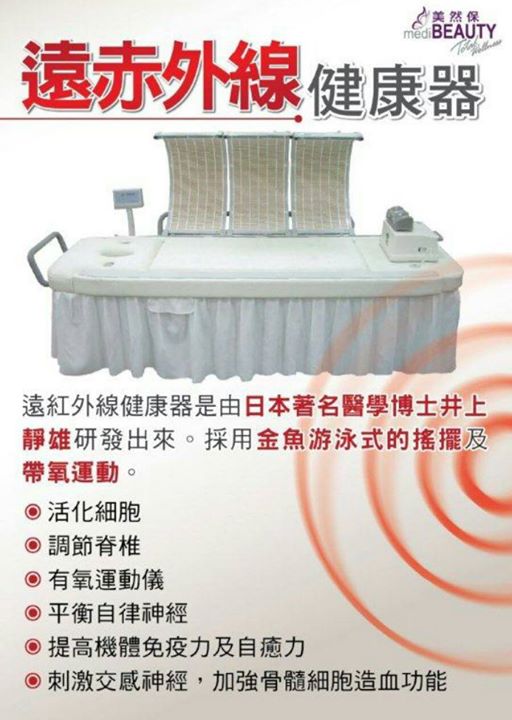 美然保
mediBEAUTY
Total Wellness
遠赤外線健康器
遠紅外線健康器是由日本著名醫學博士井上
靜雄研發出來。採用金魚游泳式的搖擺及
帶氧運動。
活化細胞
調節脊椎
有氧運動儀
平衡自律神經
提高機體免疫力及自癒力
刺激交感神經，加強骨髓細胞造血功能